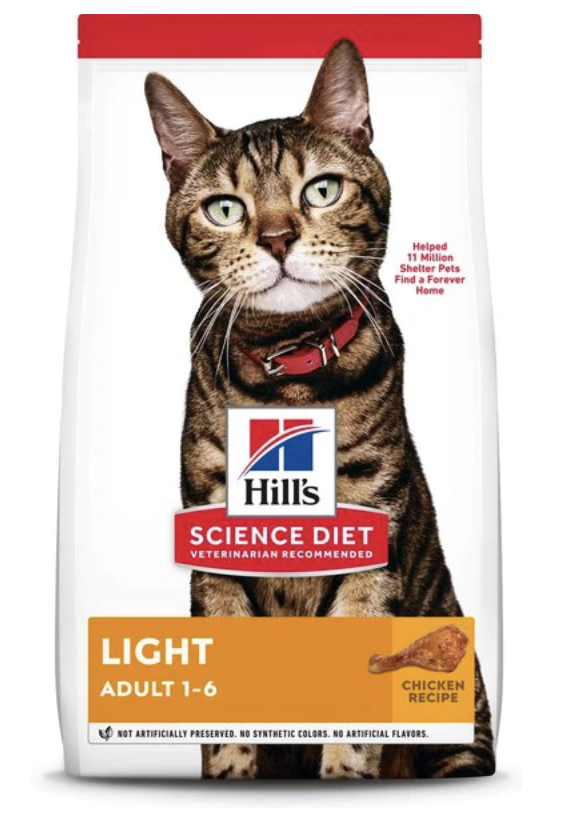 Helped
11 Million
Shelter Pets
Find a Forever
Home
Hill's
SCIENCE DIET
VETERINARIAN RECOMMENDED
LIGHT
ADULT 1-6
CHICKEN
RECIPE
NOT ARTIFICIALLY PRESERVED. NO SYNTHETIC COLORS. NO ARTIFICIAL FLAVORS.